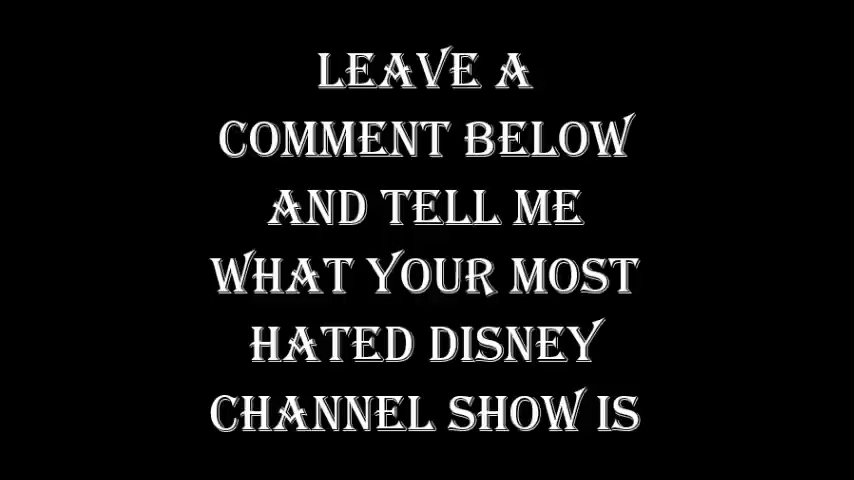 LEAVE A
COMMENT BELOW
AND TELL ME
WHAT YOUR MOST
HATED DISNEY
CHANNEL SHOW IS